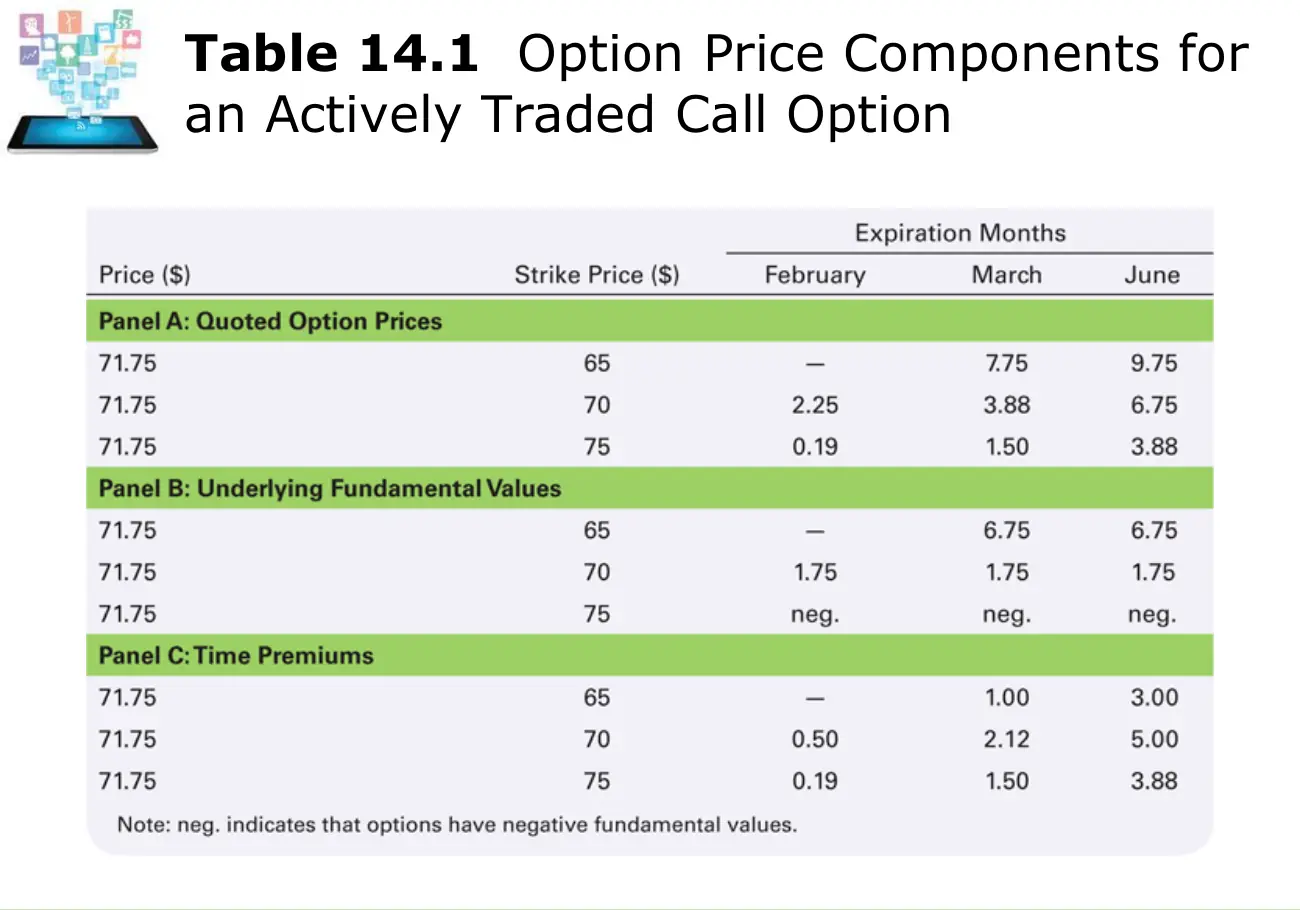 Table 14.1 Option Price Components for
an Actively Traded Call Option
Expiration Months
Price ($) Strike Price ($) February March June
Panel A: Quoted Option Prices
71.75 65 — 7.75 9.75
71.75 70 2.25 3.88 6.75
71.75 75 0.19 1.50 3.88
Panel B: Underlying Fundamental Values
71.75 65 — 6.75 6.75
71.75 70 1.75 1.75 1.75
71.75 75 neg. neg. neg.
Panel C: Time Premiums
71.75 65 — 1.00 3.00
71.75 70 0.50 2.12 5.00
71.75 75 0.19 1.50 3.88
Note: neg. indicates that options have negative fundamental values.